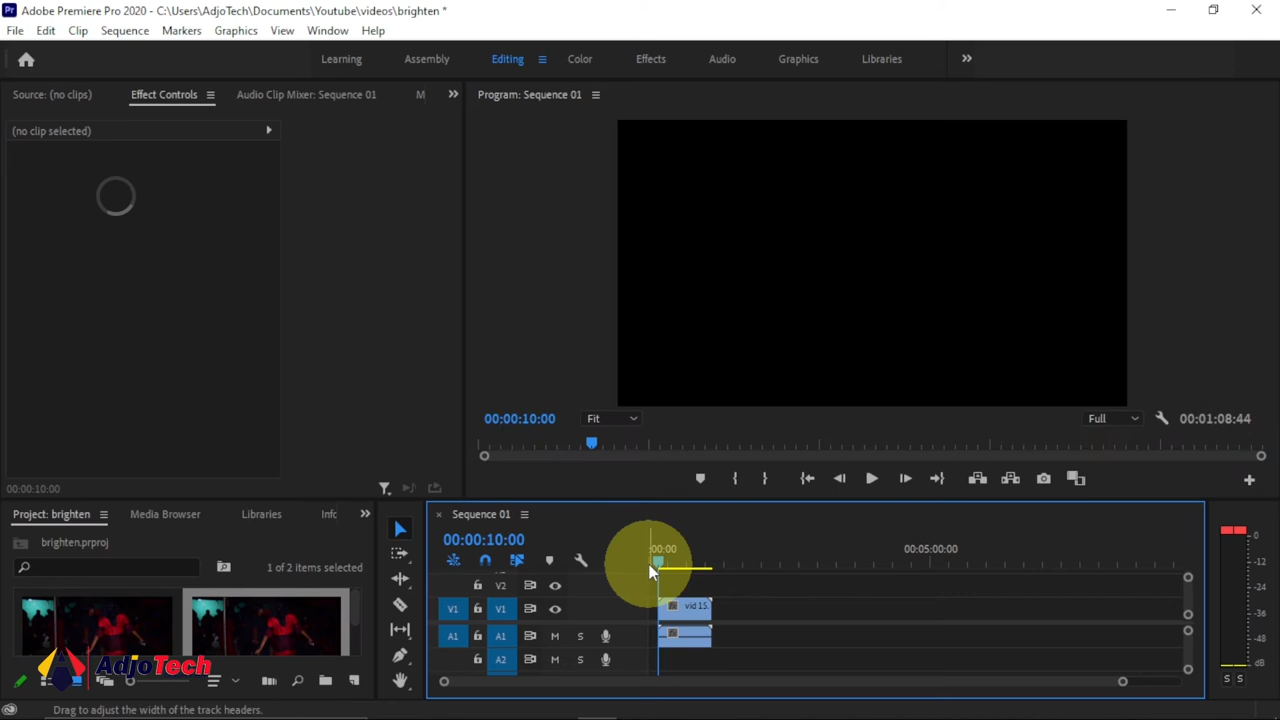 Pr Adobe Premiere Pro 2020 - C:\Users\AdjoTech\Documents\Youtube\videos\brighten *
File Edit Clip Sequence Markers Graphics View Window Help
Learning Assembly Editing Color Effects Audio Graphics Libraries
Source: (no clips) Effect Controls Audio Clip Mixer: Sequence 01 M
Program: Sequence 01
(no clip selected)
00:00:10:00 Fit Full 00:01:08:44
00:00:10:00
Project: brighten Media Browser Libraries Info
Sequence 01
brighten.prproj
00:00:10:00
:00:00 00:05:00:00
1 of 2 items selected
V2
V1 V1 vid 15.
A1 A1 M S
A2 M S
0
S S
AdjoTech
Drag to adjust the width of the track headers.